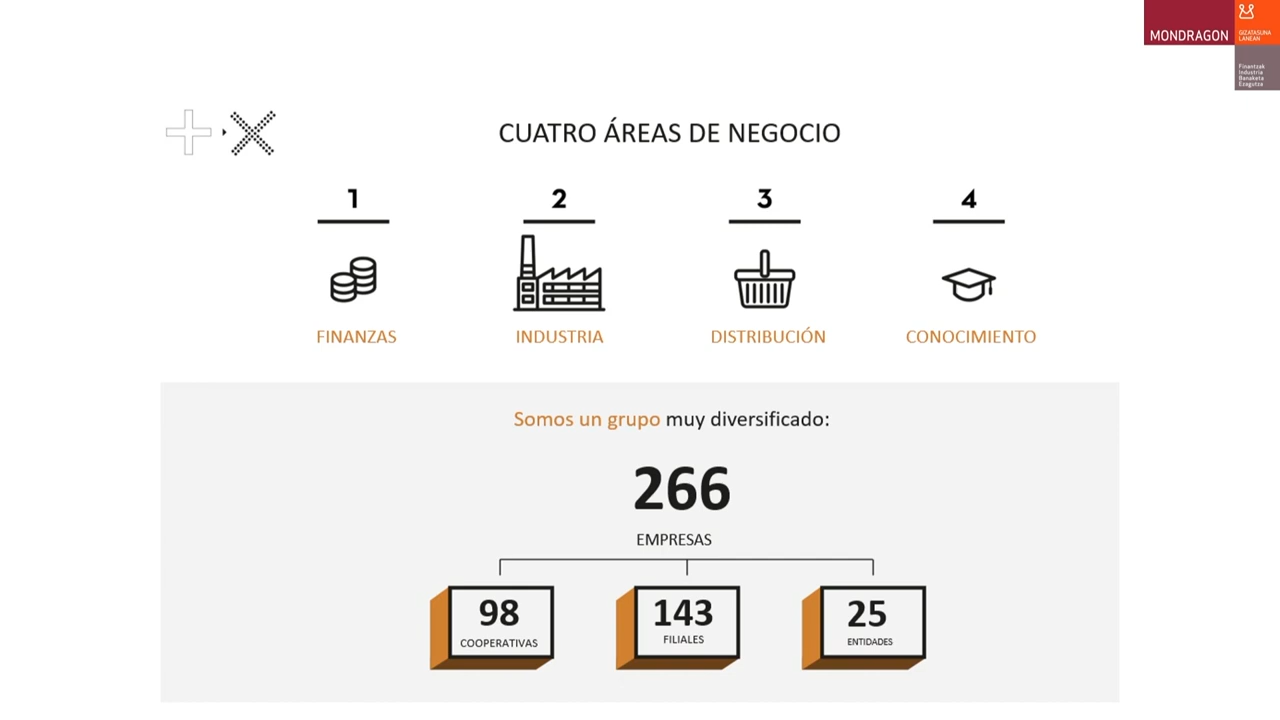 MONDRAGON
GIZATASUNA
LANEAN
Finantzak
Industria
Banaketa
Ezagutza
CUATRO ÁREAS DE NEGOCIO
1
2
3
4
FINANZAS
INDUSTRIA
DISTRIBUCIÓN
CONOCIMIENTO
Somos un grupo muy diversificado:
266
EMPRESAS
98
COOPERATIVAS
143
FILIALES
25
ENTIDADES